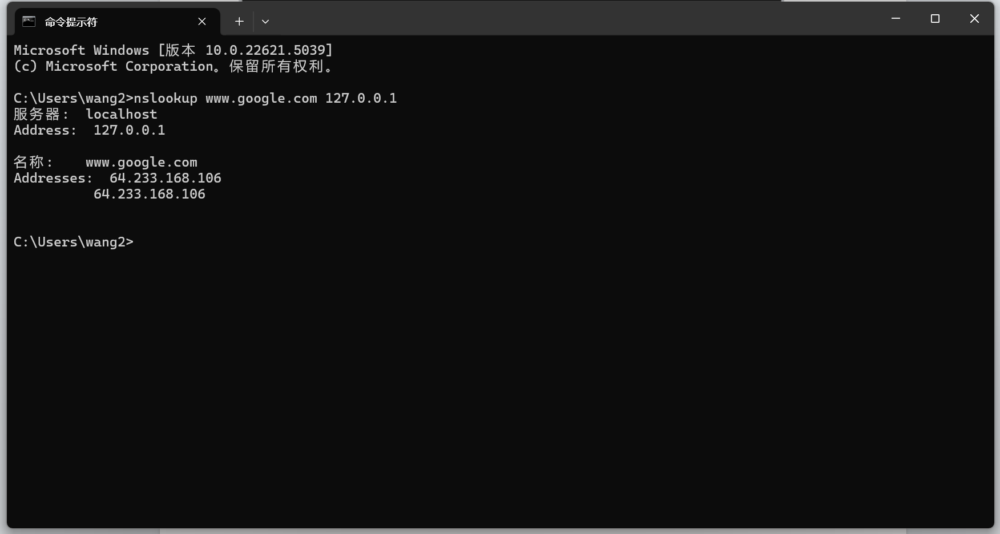 命令提示符
Microsoft Windows [版本 10.0.22621.5039]
(c) Microsoft Corporation。保留所有权利。
C:\Users\wang2>nslookup www.google.com 127.0.0.1
服务器:  localhost
Address:  127.0.0.1
名称:    www.google.com
Addresses:  64.233.168.106
64.233.168.106
C:\Users\wang2>